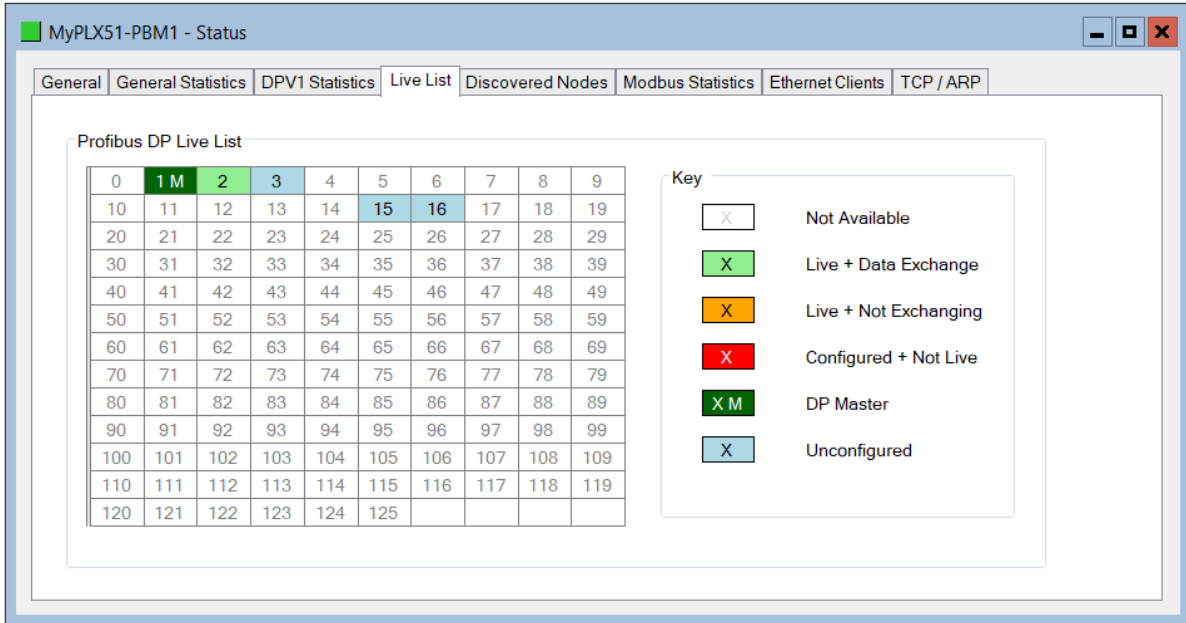 MyPLX51-PBM1 - Status
General General Statistics DPV1 Statistics Live List Discovered Nodes Modbus Statistics Ethernet Clients TCP / ARP
Profibus DP Live List
0 1 M 2 3 4 5 6 7 8 9
10 11 12 13 14 15 16 17 18 19
20 21 22 23 24 25 26 27 28 29
30 31 32 33 34 35 36 37 38 39
40 41 42 43 44 45 46 47 48 49
50 51 52 53 54 55 56 57 58 59
60 61 62 63 64 65 66 67 68 69
70 71 72 73 74 75 76 77 78 79
80 81 82 83 84 85 86 87 88 89
90 91 92 93 94 95 96 97 98 99
100 101 102 103 104 105 106 107 108 109
110 111 112 113 114 115 116 117 118 119
120 121 122 123 124 125
Key
X Not Available
X Live + Data Exchange
X Live + Not Exchanging
X Configured + Not Live
X M DP Master
X Unconfigured